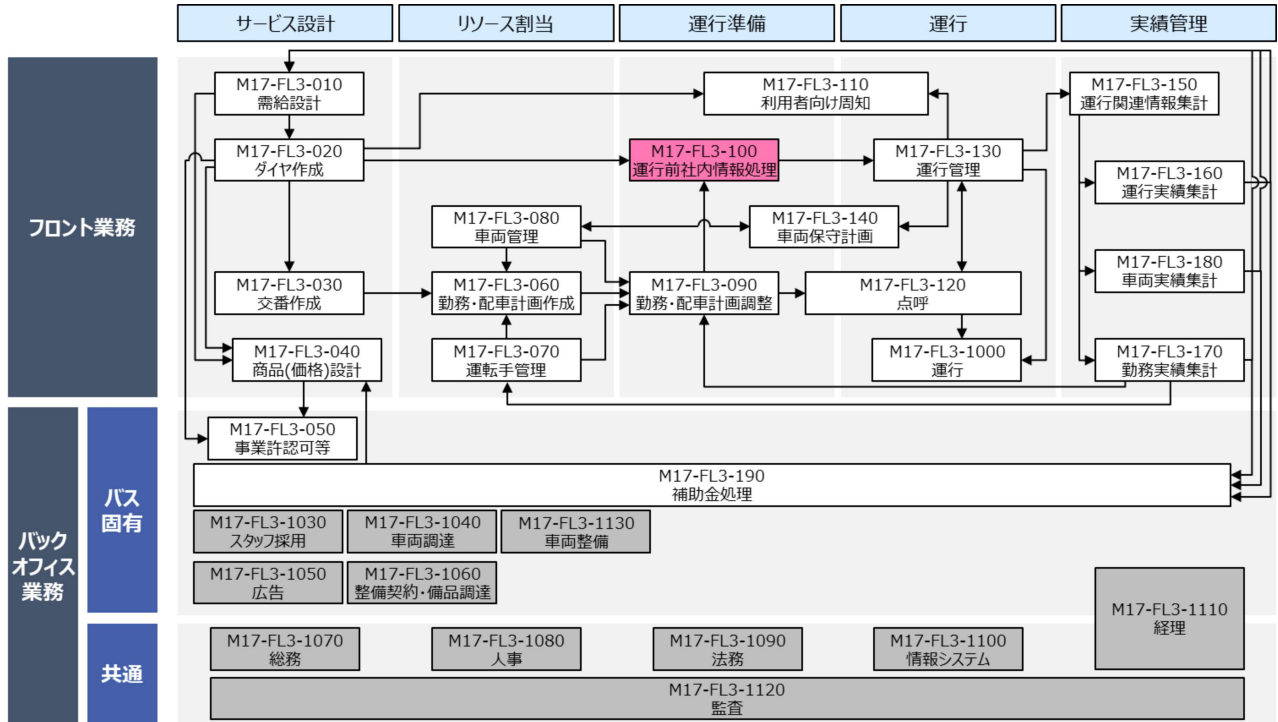 サービス設計
リソース割当
運行準備
運行
実績管理
フロント業務
M17-FL3-010
需給設計
M17-FL3-110
利用者向け周知
M17-FL3-150
運行関連情報集計
M17-FL3-020
ダイヤ作成
M17-FL3-100
運行前社内情報処理
M17-FL3-130
運行管理
M17-FL3-160
運行実績集計
M17-FL3-080
車両管理
M17-FL3-140
車両保守計画
M17-FL3-180
車両実績集計
M17-FL3-030
交番作成
M17-FL3-060
勤務・配車計画作成
M17-FL3-090
勤務・配車計画調整
M17-FL3-120
点呼
M17-FL3-040
商品(価格)設計
M17-FL3-070
運転手管理
M17-FL3-1000
運行
M17-FL3-170
勤務実績集計
バック
オフィス
業務
バス
固有
M17-FL3-050
事業許認可等
M17-FL3-190
補助金処理
M17-FL3-1030
スタッフ採用
M17-FL3-1040
車両調達
M17-FL3-1130
車両整備
M17-FL3-1050
広告
M17-FL3-1060
整備契約・備品調達
M17-FL3-1110
経理
共通
M17-FL3-1070
総務
M17-FL3-1080
人事
M17-FL3-1090
法務
M17-FL3-1100
情報システム
M17-FL3-1120
監査